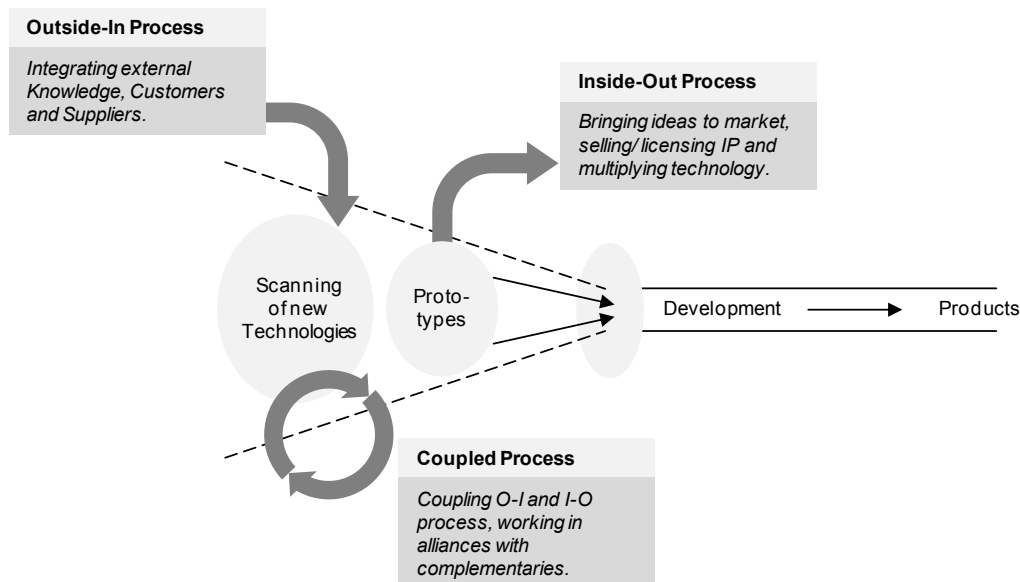 Outside-In Process
Integrating external
Knowledge, Customers
and Suppliers.
Inside-Out Process
Bringing ideas to market,
selling/ licensing IP and
multiplying technology.
Scanning
of new
Technologies
Proto-
types
Development
Products
Coupled Process
Coupling O-I and I-O
process, working in
alliances with
complementaries.